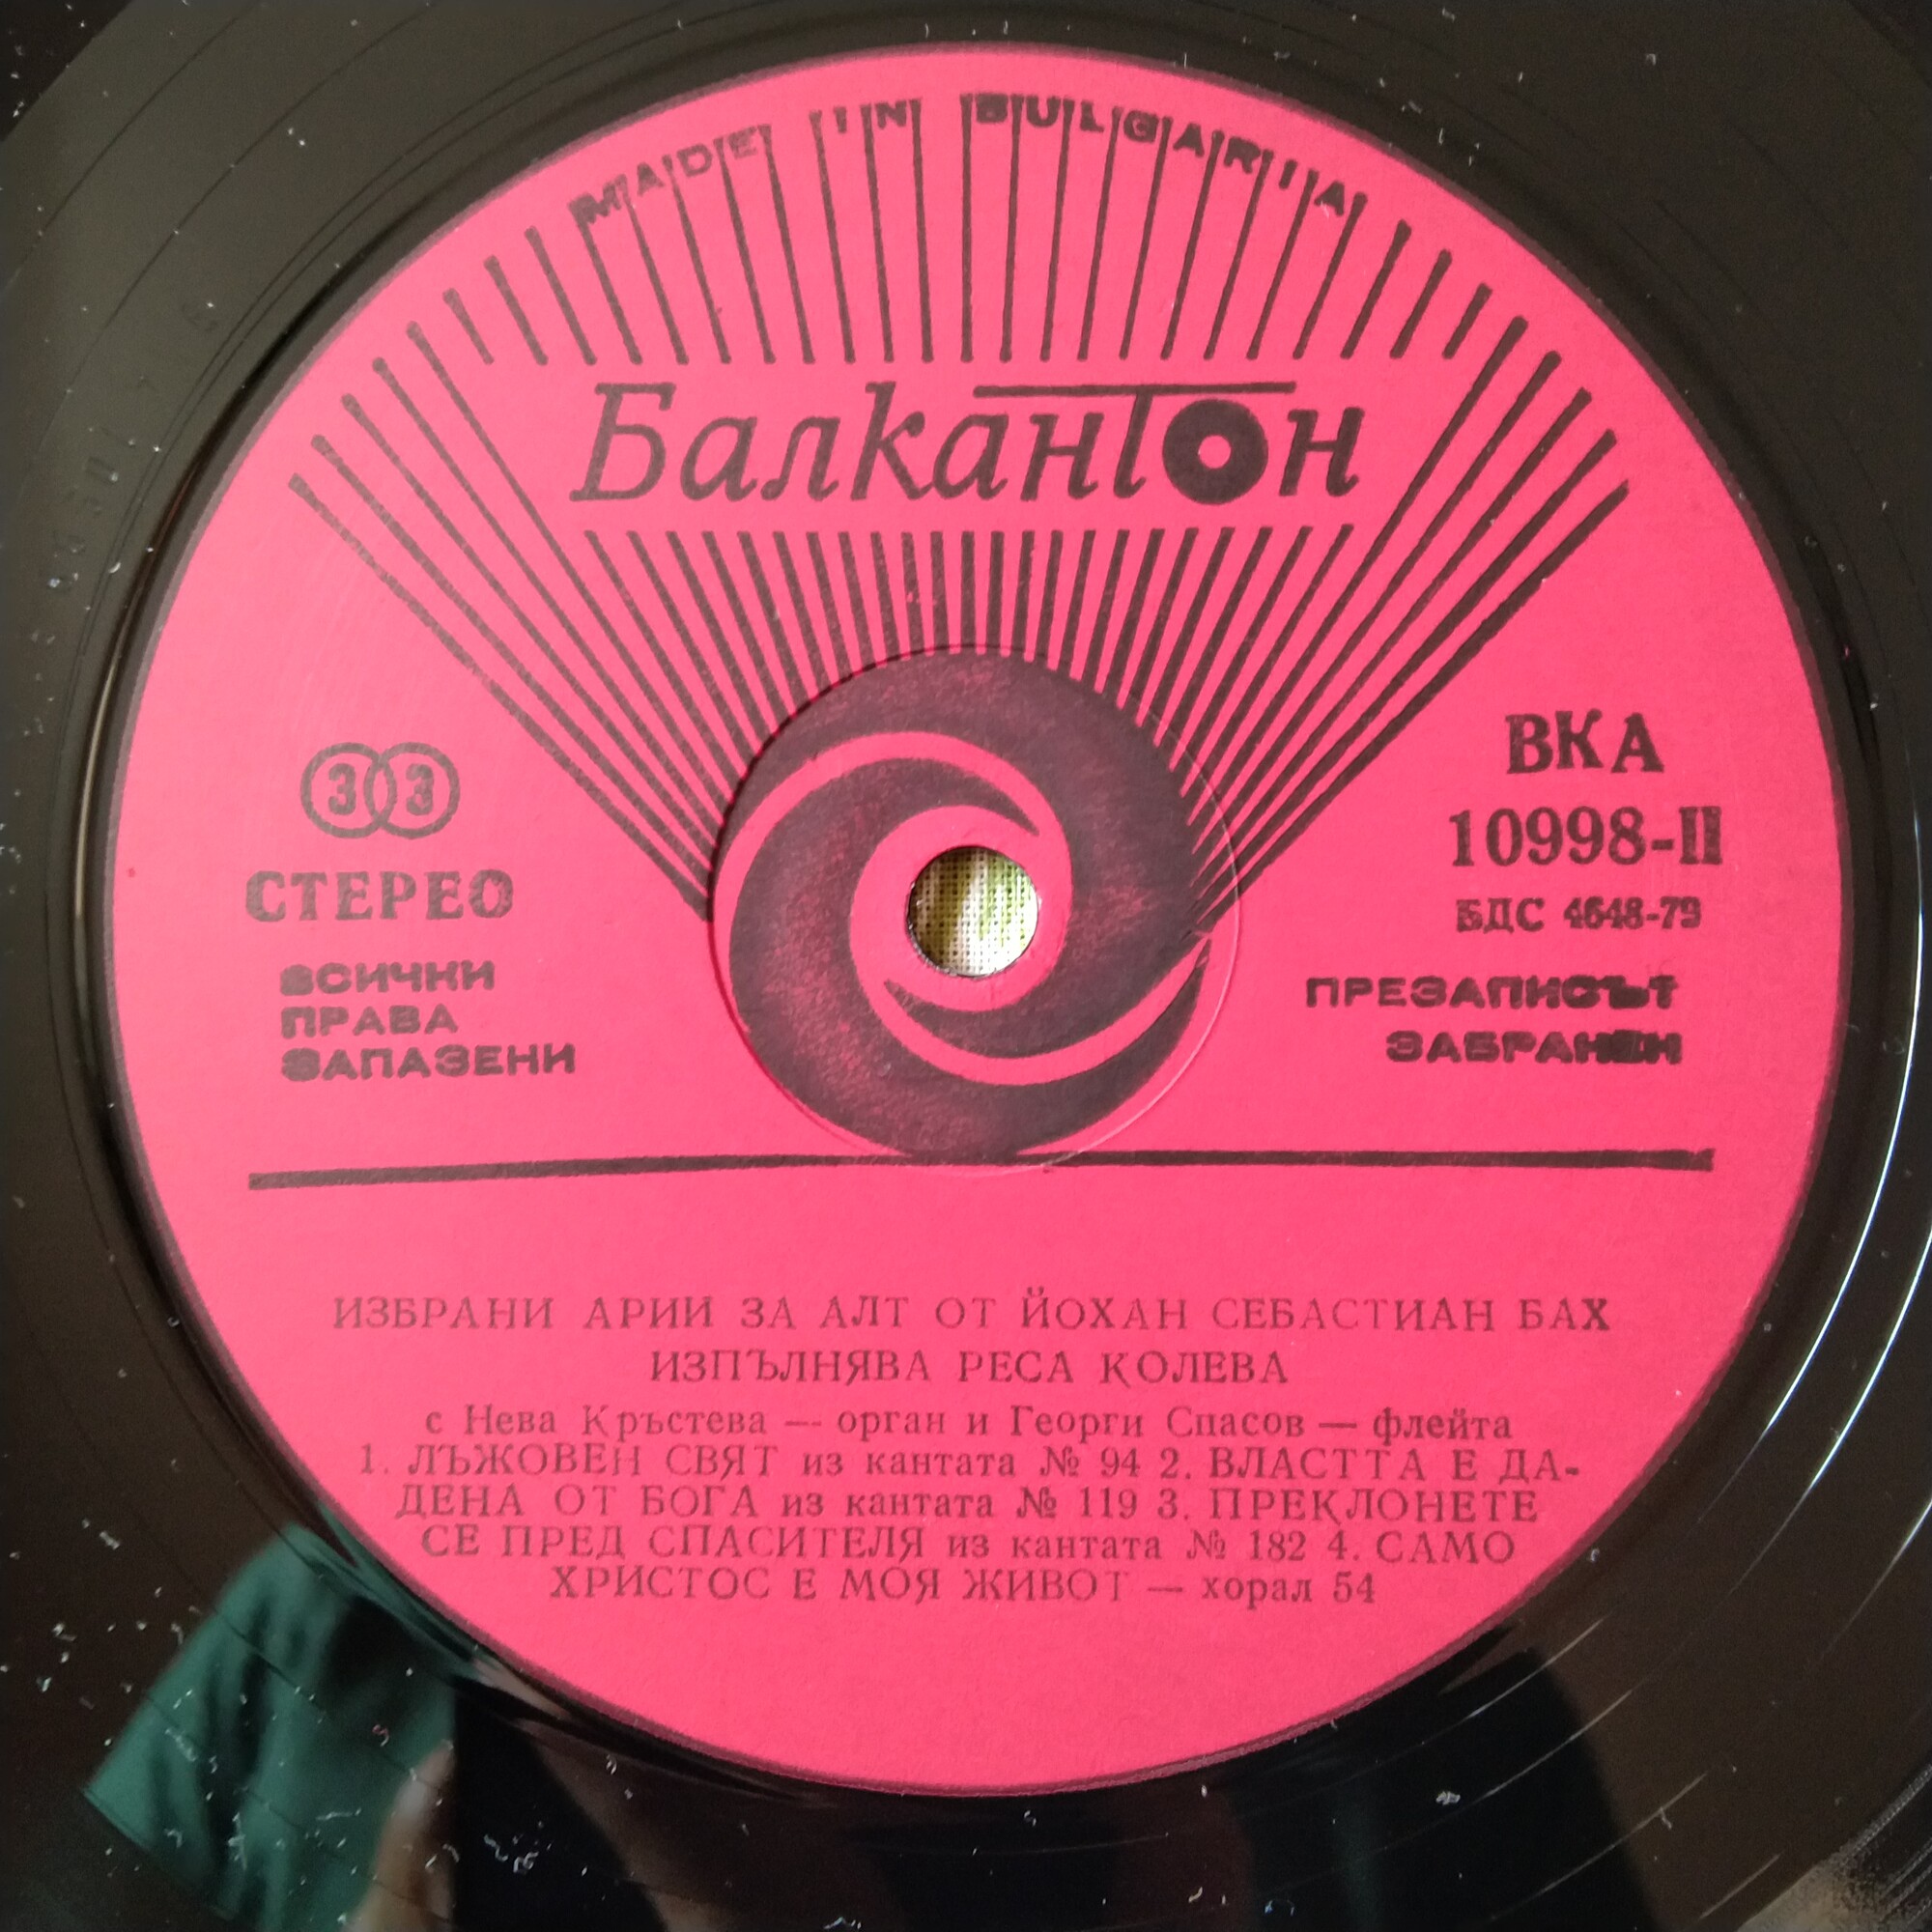 MADE IN BULGARIA
Балкантон
33
СТЕРЕО
ВСИЧКИ
ПРАВА
ЗАПАЗЕНИ
ВКА
10998-II
БДС 4648-79
ПРЕЗАПИСЪТ
ЗАБРАНЕН
ИЗБРАНИ АРИИ ЗА АЛТ ОТ ЙОХАН СЕБАСТИАН БАХ
ИЗПЪЛНЯВА РЕСА КОЛЕВА
с Нева Кръстева — орган и Георги Спасов — флейта
1. ЛЪЖОВЕН СВЯТ из кантата № 94 2. ВЛАСТТА Е ДА-
ДЕНА ОТ БОГА из кантата № 119 3. ПРЕКЛОНЕТЕ
СЕ ПРЕД СПАСИТЕЛЯ из кантата № 182 4. САМО
ХРИСТОС Е МОЯ ЖИВОТ — хорал 54